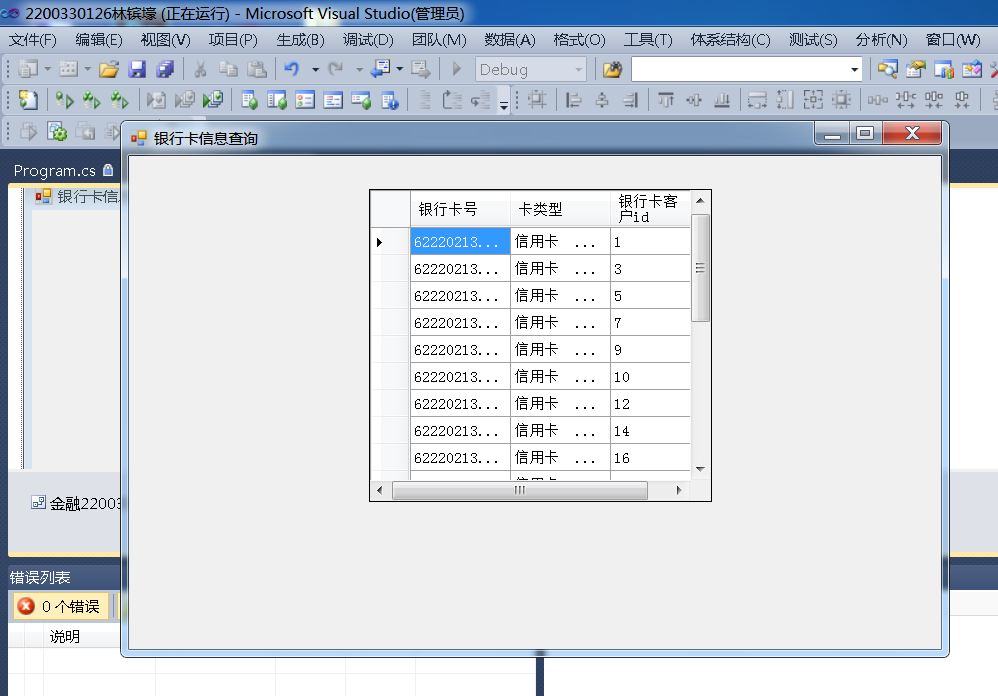 2200330126林镔壕 (正在运行) - Microsoft Visual Studio(管理员)
文件(F) 编辑(E) 视图(V) 项目(P) 生成(B) 调试(D) 团队(M) 数据(A) 格式(O) 工具(T) 体系结构(C) 测试(S) 分析(N) 窗口(W)
Debug
银行卡信息查询
Program.cs
银行卡信
银行卡号 卡类型 银行卡客
户id
62220213... 信用卡 ... 1
62220213... 信用卡 ... 3
62220213... 信用卡 ... 5
62220213... 信用卡 ... 7
62220213... 信用卡 ... 9
62220213... 信用卡 ... 10
62220213... 信用卡 ... 12
62220213... 信用卡 ... 14
62220213... 信用卡 ... 16
金融22003
错误列表
0 个错误
说明